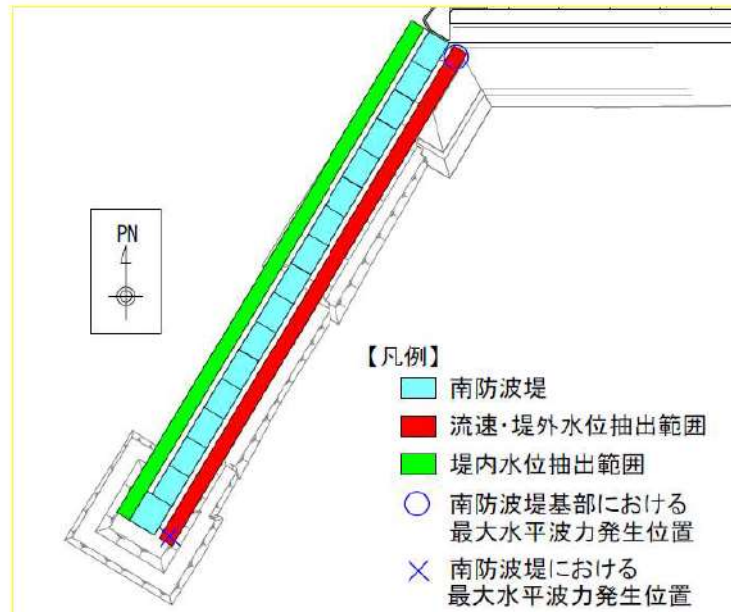 PN
【凡例】
南防波堤
流速・堤外水位抽出範囲
堤内水位抽出範囲
南防波堤基部における
最大水平波力発生位置
南防波堤における
最大水平波力発生位置